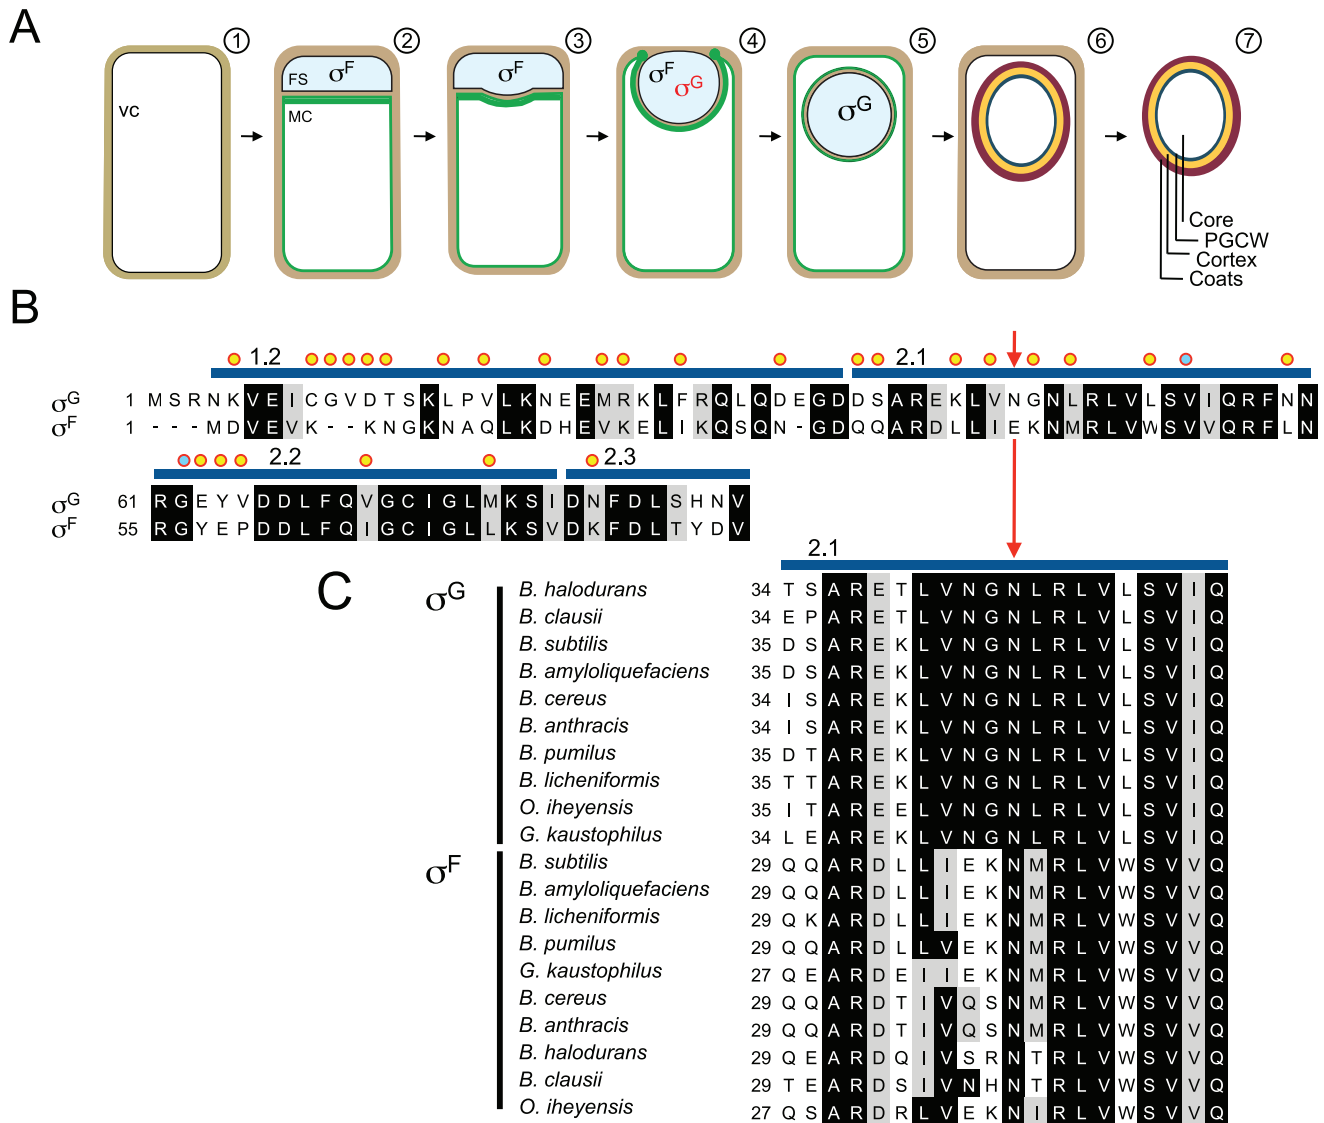 A
1 2 3 4 5 6 7
vc
FS σF
MC
σF
σF
σG
σG
Core
PGCW
Cortex
Coats
B
1.2 2.1
σG 1 M S R N K V E I C G V D T S K L P V L K N E E M R K L F R Q L Q D E G D D S A R E K L V N G N L R L V L S V I Q R F N N
σF 1 - - - M D V E V K - - K N G K N A Q L K D H E V K E L I K Q S Q N - G D Q Q A R D L L I E K N M R L V W S V V Q R F L N
2.2 2.3
σG 61 R G E Y V D D L F Q V G C I G L M K S I D N F D L S H N V
σF 55 R G Y E P D D L F Q I G C I G L L K S V D K F D L T Y D V
2.1
C
σG
B. halodurans 34 T S A R E T L V N G N L R L V L S V I Q
B. clausii 34 E P A R E T L V N G N L R L V L S V I Q
B. subtilis 35 D S A R E K L V N G N L R L V L S V I Q
B. amyloliquefaciens 35 D S A R E K L V N G N L R L V L S V I Q
B. cereus 34 I S A R E K L V N G N L R L V L S V I Q
B. anthracis 34 I S A R E K L V N G N L R L V L S V I Q
B. pumilus 35 D T A R E K L V N G N L R L V L S V I Q
B. licheniformis 35 T T A R E K L V N G N L R L V L S V I Q
O. iheyensis 35 I T A R E E L V N G N L R L V L S V I Q
G. kaustophilus 34 L E A R E K L V N G N L R L V L S V I Q
σF
B. subtilis 29 Q Q A R D L L I E K N M R L V W S V V Q
B. amyloliquefaciens 29 Q Q A R D L L I E K N M R L V W S V V Q
B. licheniformis 29 Q K A R D L L I E K N M R L V W S V V Q
B. pumilus 29 Q Q A R D L L V E K N M R L V W S V V Q
G. kaustophilus 27 Q E A R D E I I E K N M R L V W S V V Q
B. cereus 29 Q Q A R D T I V Q S N M R L V W S V V Q
B. anthracis 29 Q Q A R D T I V Q S N M R L V W S V V Q
B. halodurans 29 Q E A R D Q I V S R N T R L V W S V V Q
B. clausii 29 T E A R D S I V N H N T R L V W S V V Q
O. iheyensis 27 Q S A R D R L V E K N I R L V W S V V Q